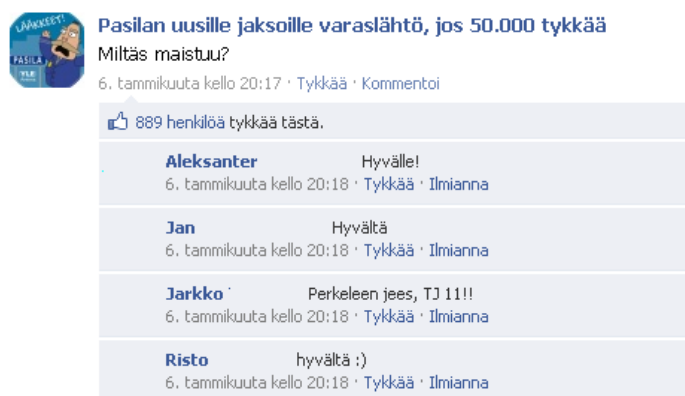 LÄÄKKEET!
PASILA
YLE
Pasilan uusille jaksoille varaslähtö, jos 50.000 tykkää
Miltäs maistuu?
6. tammikuuta kello 20:17 · Tykkää · Kommentoi
889 henkilöä tykkää tästä.
Aleksanter Hyvälle!
6. tammikuuta kello 20:18 · Tykkää · Ilmianna
Jan Hyvältä
6. tammikuuta kello 20:18 · Tykkää · Ilmianna
Jarkko Perkeleen jees, TJ 11!!
6. tammikuuta kello 20:18 · Tykkää · Ilmianna
Risto hyvältä :)
6. tammikuuta kello 20:18 · Tykkää · Ilmianna